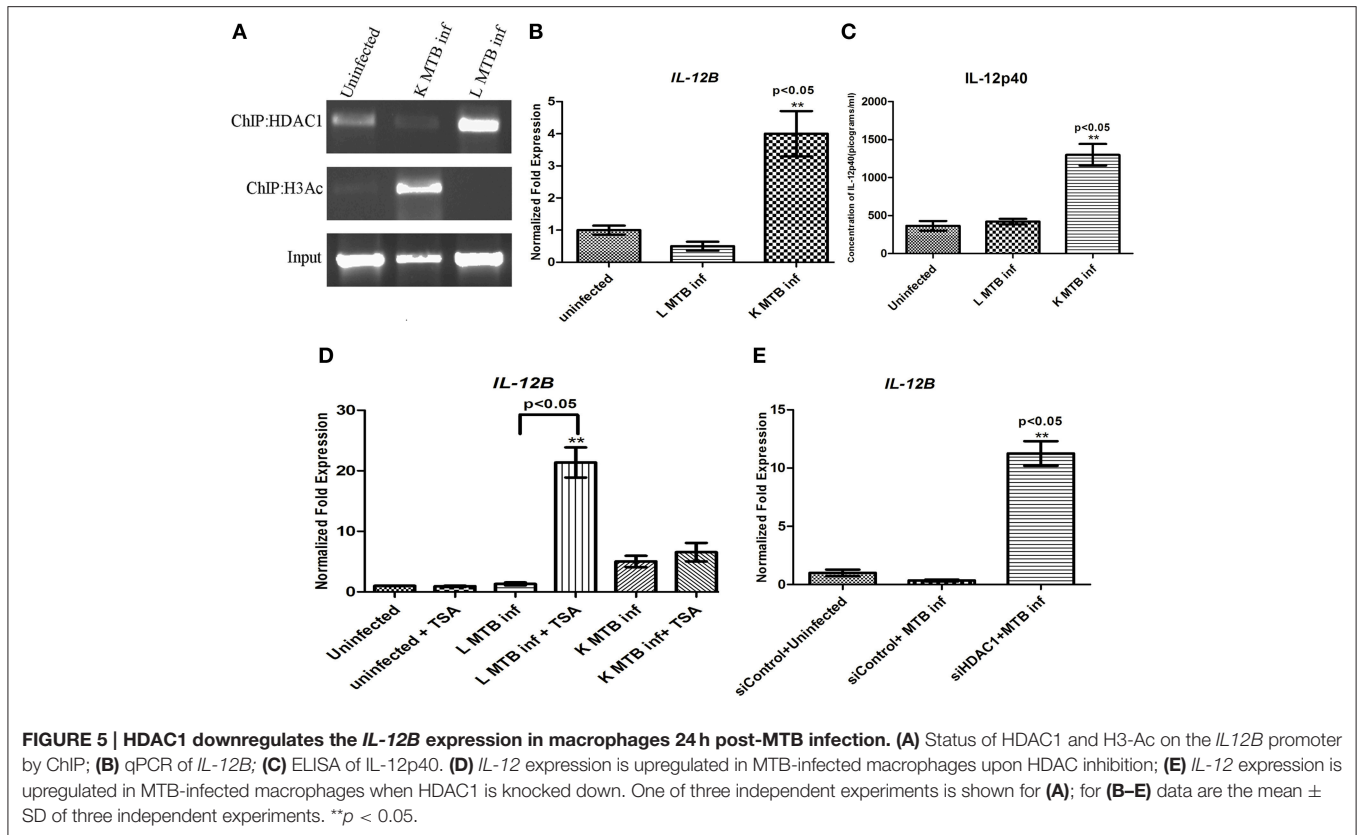 A
Uninfected
K MTB inf
L MTB inf
ChIP:HDAC1
ChIP:H3Ac
Input
B
IL-12B
p<0.05
**
Normalized Fold Expression
6
4
2
1
0
uninfected
L MTB inf
K MTB inf
C
IL-12p40
p<0.05
**
Concentration of IL-12p40(picograms/ml)
2000
1500
1000
500
0
Uninfected
L MTB inf
K MTB inf
D
IL-12B
p<0.05
**
Normalized Fold Expression
30
20
10
0
Uninfected
uninfected + TSA
L MTB inf
L MTB inf + TSA
K MTB inf
K MTB inf+ TSA
E
IL-12B
p<0.05
**
Normalized Fold Expression
15
10
5
0
siControl+Uninfected
siControl+ MTB inf
siHDAC1+MTB inf
FIGURE 5 | HDAC1 downregulates the IL-12B expression in macrophages 24 h post-MTB infection. (A) Status of HDAC1 and H3-Ac on the IL12B promoter
by ChIP; (B) qPCR of IL-12B; (C) ELISA of IL-12p40. (D) IL-12 expression is upregulated in MTB-infected macrophages upon HDAC inhibition; (E) IL-12 expression is
upregulated in MTB-infected macrophages when HDAC1 is knocked down. One of three independent experiments is shown for (A); for (B–E) data are the mean ±
SD of three independent experiments. **p < 0.05.